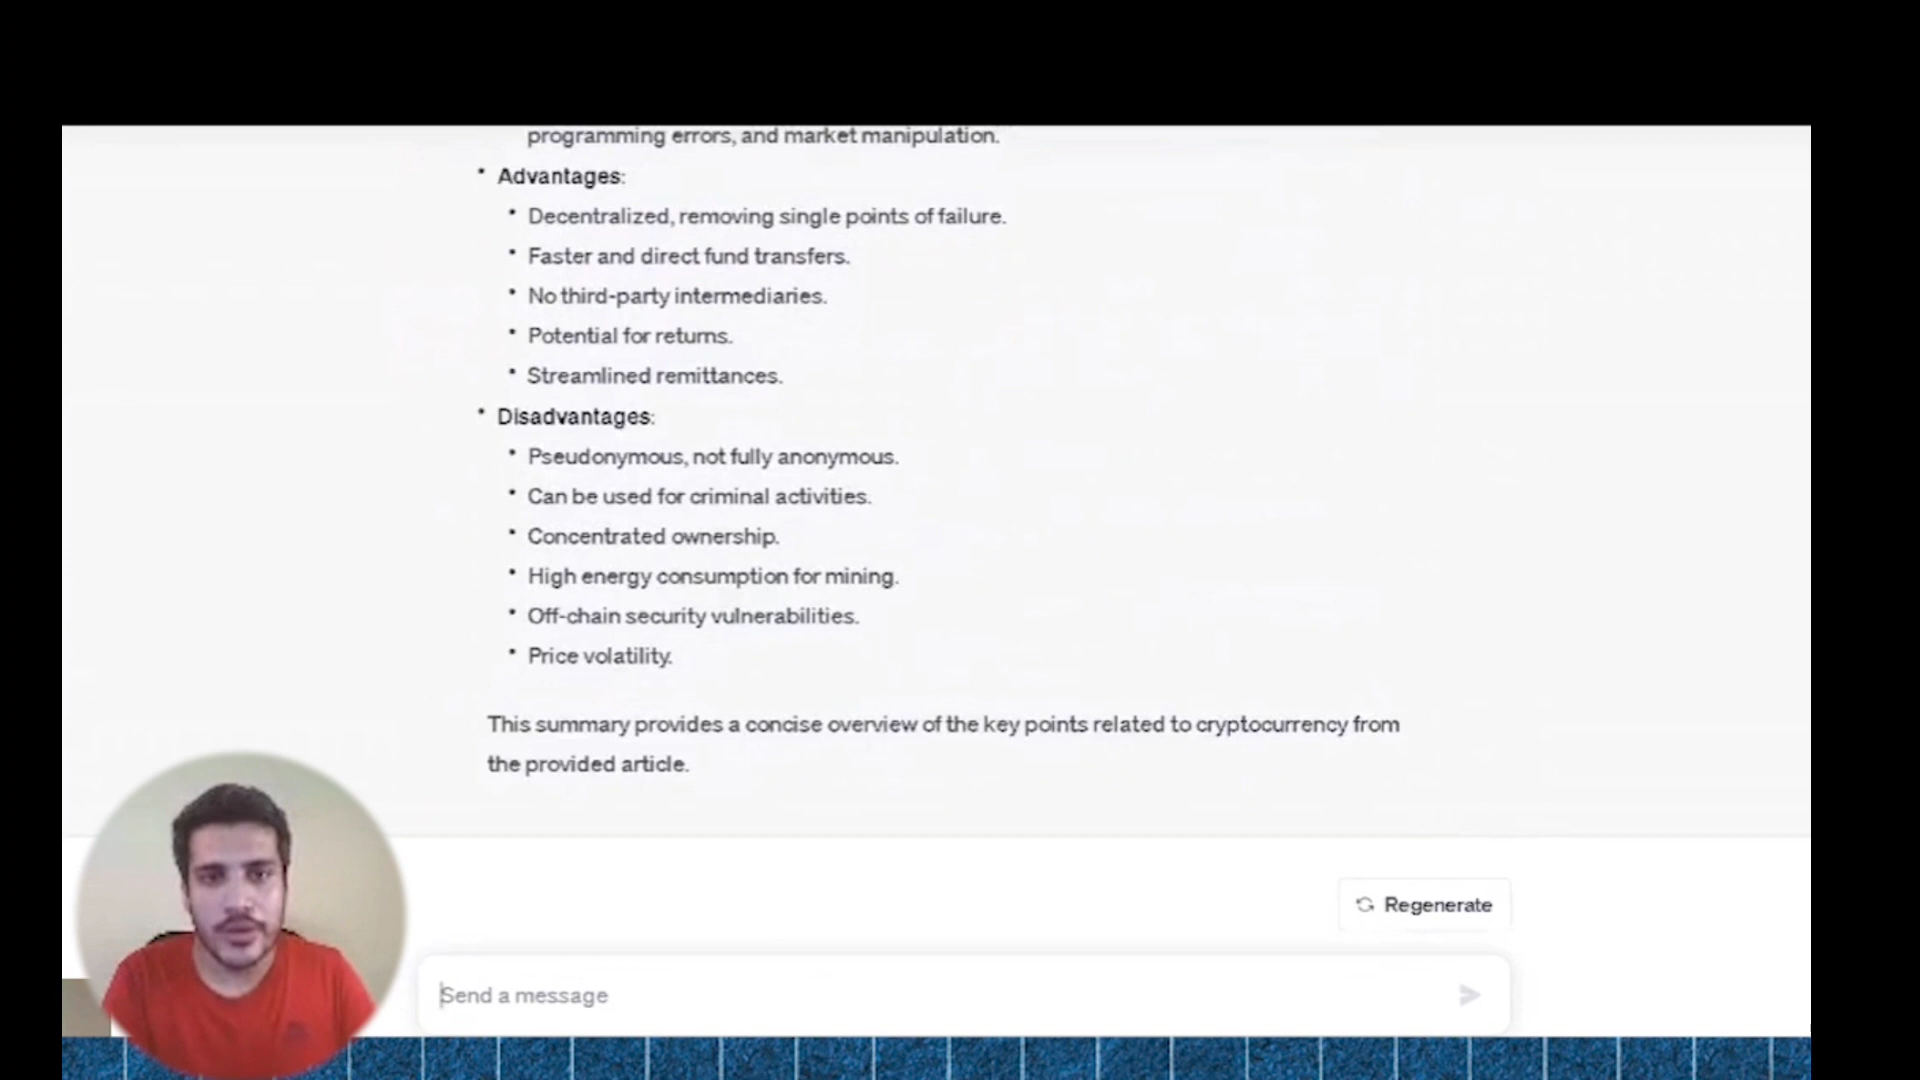 programming errors, and market manipulation.
• Advantages:
• Decentralized, removing single points of failure.
• Faster and direct fund transfers.
• No third-party intermediaries.
• Potential for returns.
• Streamlined remittances.
• Disadvantages:
• Pseudonymous, not fully anonymous.
• Can be used for criminal activities.
• Concentrated ownership.
• High energy consumption for mining.
• Off-chain security vulnerabilities.
• Price volatility.
This summary provides a concise overview of the key points related to cryptocurrency from
the provided article.
Regenerate
Send a message